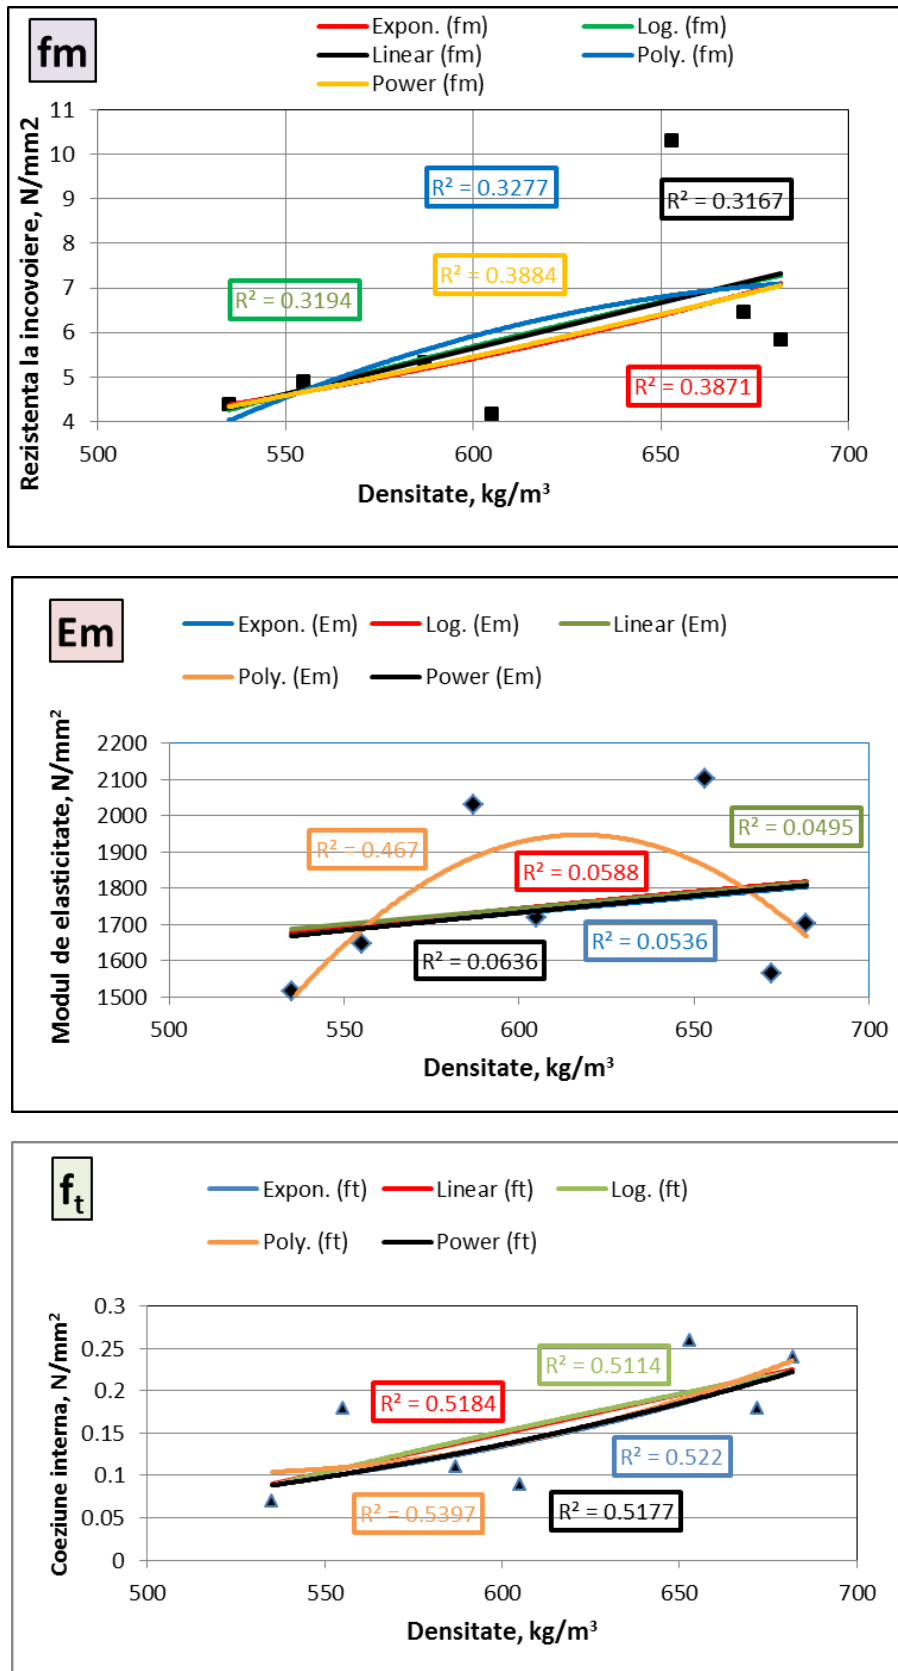 fm
Expon. (fm) Log. (fm)
Linear (fm) Poly. (fm)
Power (fm)
Rezistenta la incovoiere, N/mm2
11
10
9
8
7
6
5
4
R² = 0.3277
R² = 0.3167
R² = 0.3884
R² = 0.3194
R² = 0.3871
500 550 600 650 700
Densitate, kg/m³
Em
Expon. (Em) Log. (Em) Linear (Em)
Poly. (Em) Power (Em)
Modul de elasticitate, N/mm²
2200
2100
2000
1900
1800
1700
1600
1500
R² = 0.0495
R² = 0.467
R² = 0.0588
R² = 0.0536
R² = 0.0636
500 550 600 650 700
Densitate, kg/m³
fₜ
Expon. (ft) Linear (ft) Log. (ft)
Poly. (ft) Power (ft)
Coeziune interna, N/mm²
0.3
0.25
0.2
0.15
0.1
0.05
0
R² = 0.5114
R² = 0.5184
R² = 0.522
R² = 0.5397
R² = 0.5177
500 550 600 650 700
Densitate, kg/m³